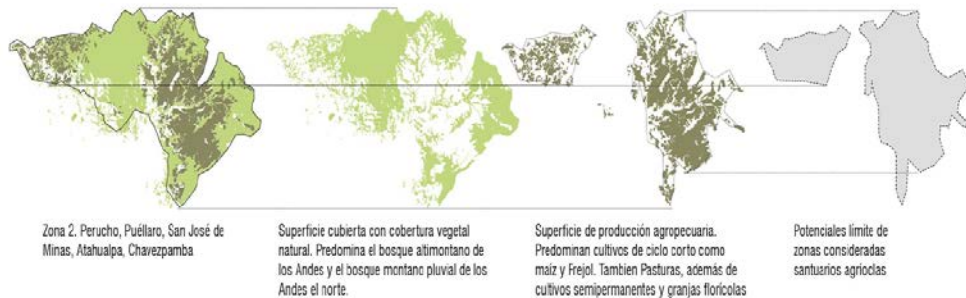 Zona 2. Perucho, Puéllaro, San José de
Minas, Atahualpa, Chavezpamba
Superficie cubierta con cobertura vegetal
natural. Predomina el bosque altimontano de
los Andes y el bosque montano pluvial de los
Andes el norte.
Superficie de producción agropecuaria.
Predominan cultivos de ciclo corto como
maíz y Frejol. Tambien Pasturas, además de
cultivos semipermanentes y granjas florícolas
Potenciales límite de
zonas consideradas
santuarios agrioclas